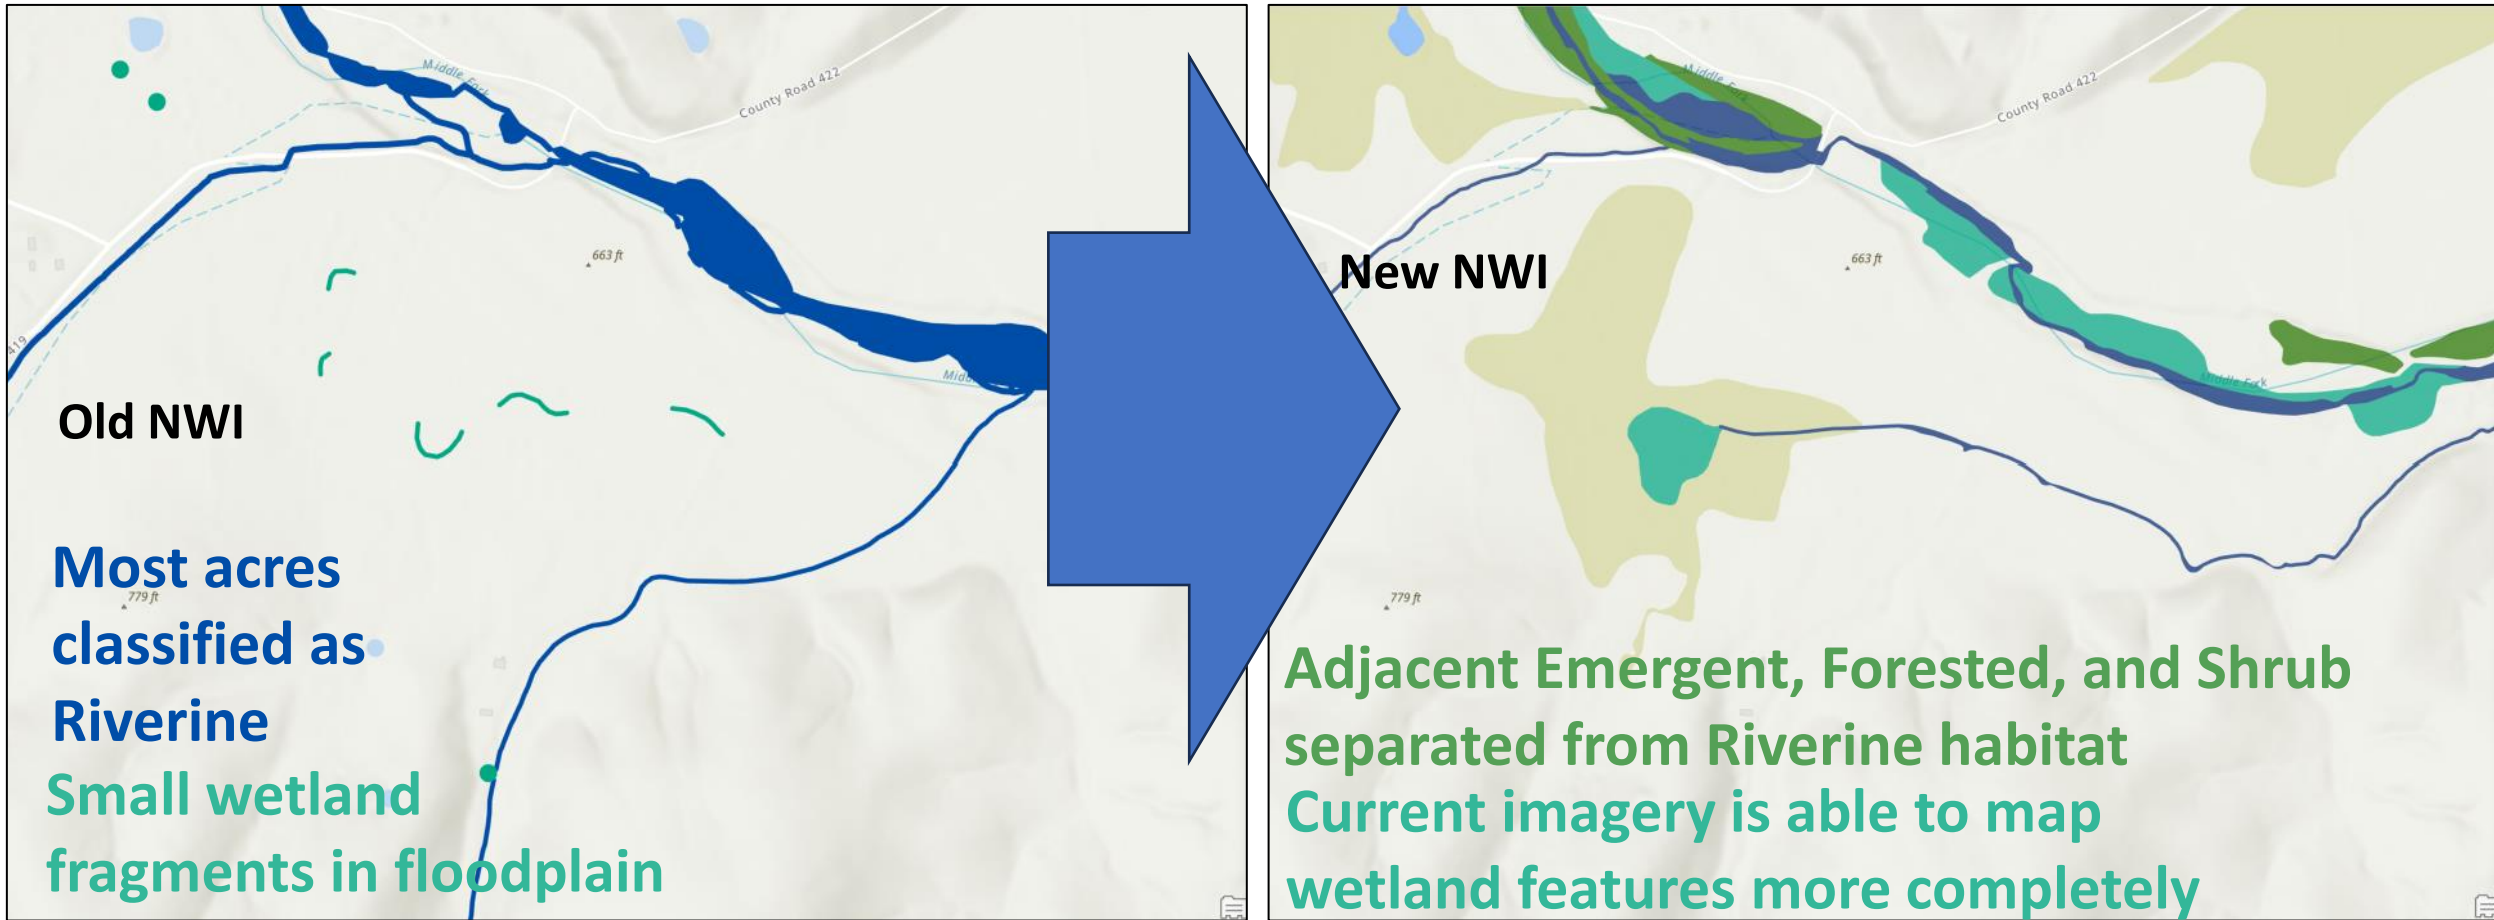 Middle Fork
County Road 422
663 ft
419
Old NWI
Most acres
779 ft
classified as
Riverine
Small wetland
fragments in floodplain
Middle Fork
County Road 422
New NWI
663 ft
Middle Fork
779 ft
Adjacent Emergent, Forested, and Shrub
separated from Riverine habitat
Current imagery is able to map
wetland features more completely